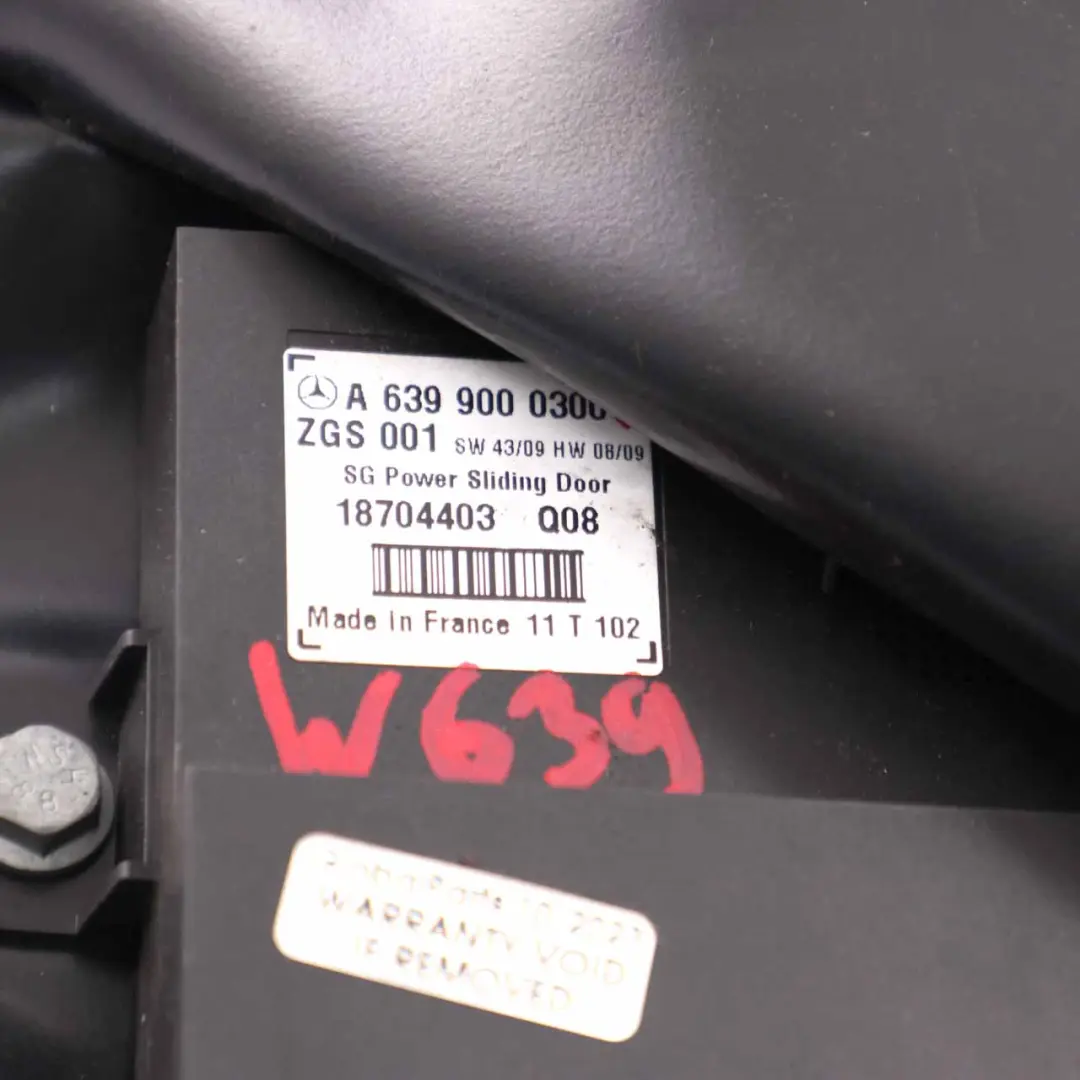 A 639 900 0300
ZGS 001 SW 43/09 HW 08/09
SG Power Sliding Door
18704403 Q08
Made In France 11 T 102
W639
WARRANTY VOID
IF REMOVED